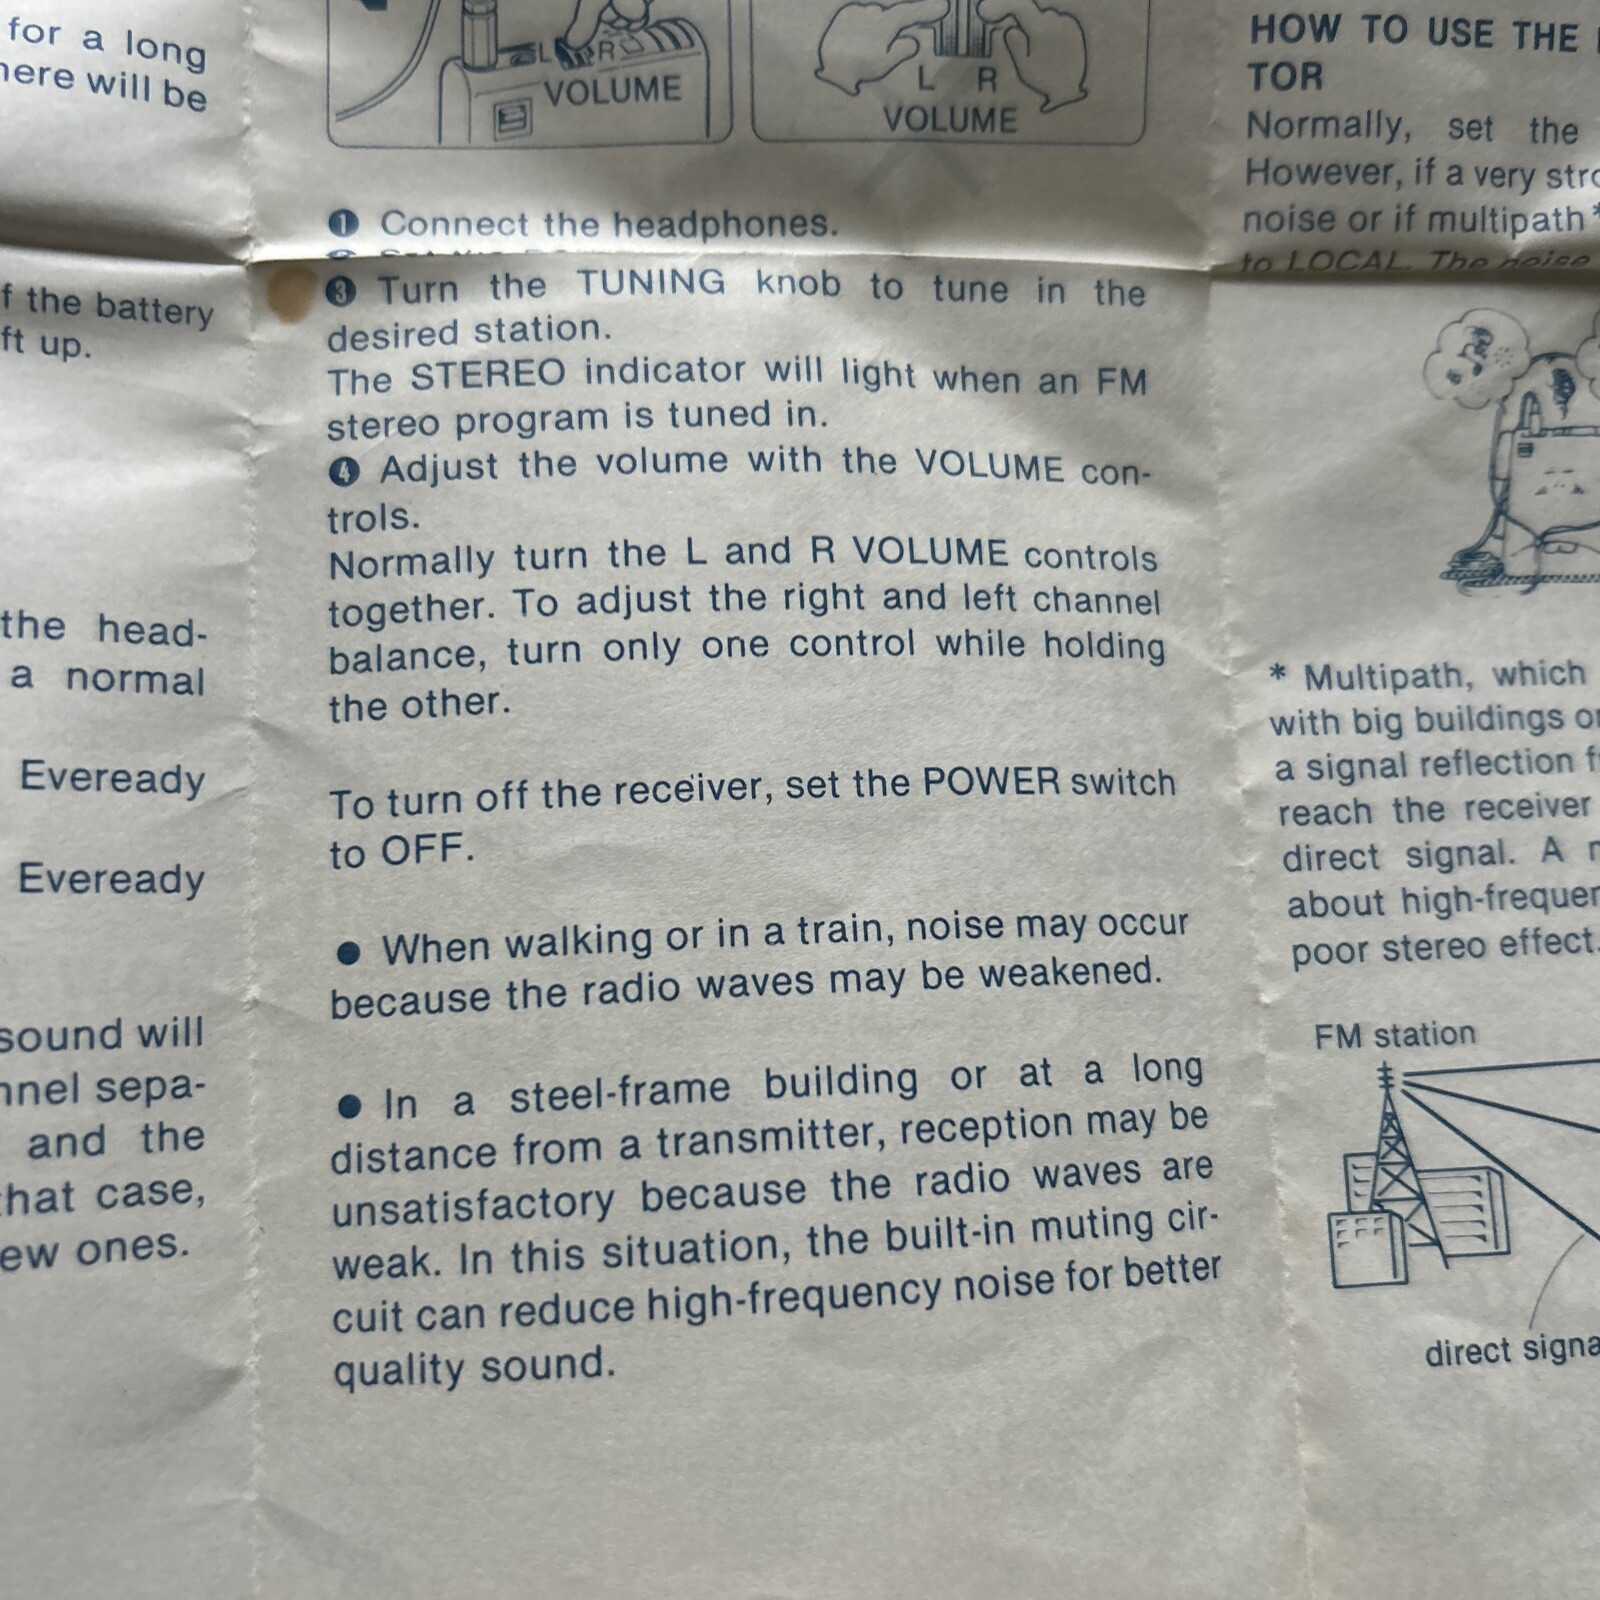 for a long
here will be
f the battery
ft up.
the head-
a normal
Eveready
Eveready
sound will
nnel sepa-
and the
that case,
ew ones.
L R
VOLUME
L R
VOLUME
❶ Connect the headphones.
❸ Turn the TUNING knob to tune in the
desired station.
The STEREO indicator will light when an FM
stereo program is tuned in.
❹ Adjust the volume with the VOLUME con-
trols.
Normally turn the L and R VOLUME controls
together. To adjust the right and left channel
balance, turn only one control while holding
the other.
To turn off the receiver, set the POWER switch
to OFF.
● When walking or in a train, noise may occur
because the radio waves may be weakened.
● In a steel-frame building or at a long
distance from a transmitter, reception may be
unsatisfactory because the radio waves are
weak. In this situation, the built-in muting cir-
cuit can reduce high-frequency noise for better
quality sound.
HOW TO USE THE
TOR
Normally, set the
However, if a very stro
noise or if multipath*
to LOCAL. The noise
* Multipath, which
with big buildings or
a signal reflection f
reach the receiver
direct signal. A
about high-frequen
poor stereo effect.
FM station
direct signa